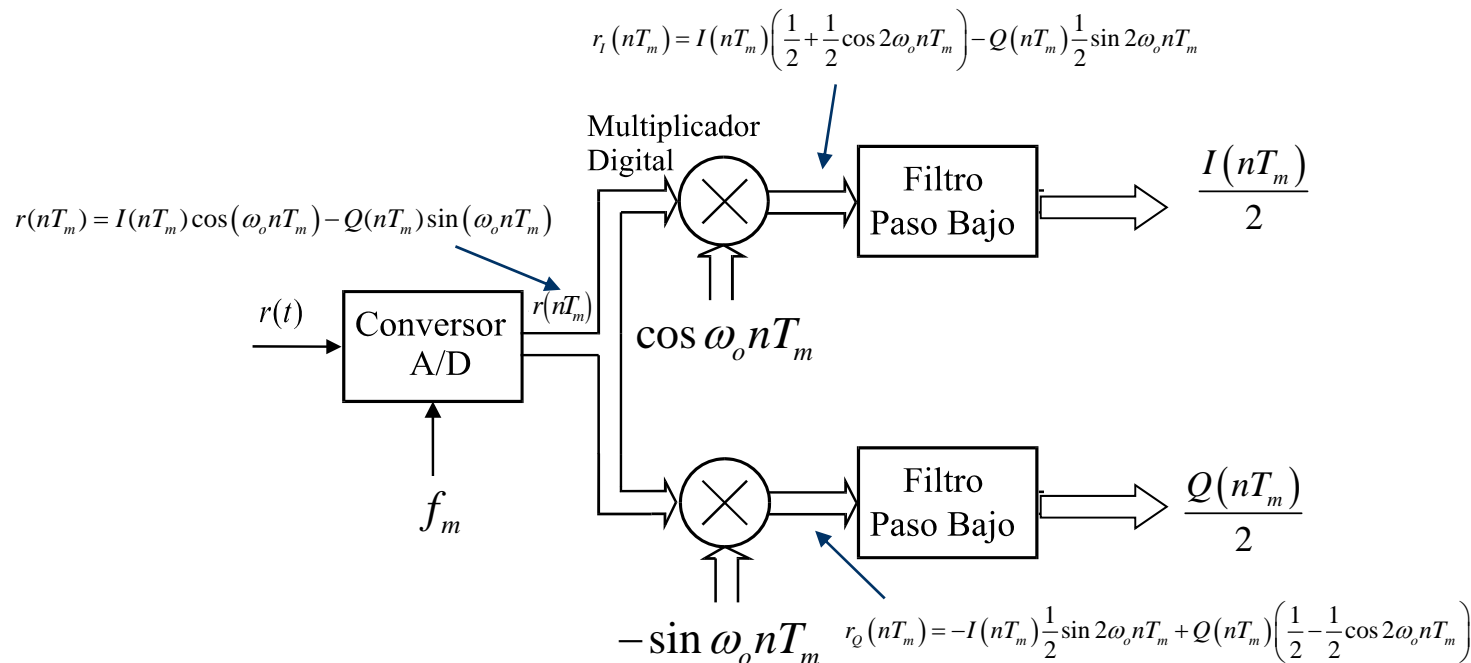 r_I(nT_m) = I(nT_m)(1/2 + 1/2 cos 2ω_o nT_m) − Q(nT_m) 1/2 sin 2ω_o nT_m
Multiplicador
Digital
Filtro
Paso Bajo
I(nT_m)/2
r(nT_m) = I(nT_m) cos(ω_o nT_m) − Q(nT_m) sin(ω_o nT_m)
r(t)
Conversor
A/D
r(nT_m)
cos ω_o nT_m
f_m
Filtro
Paso Bajo
Q(nT_m)/2
− sin ω_o nT_m
r_Q(nT_m) = −I(nT_m) 1/2 sin 2ω_o nT_m + Q(nT_m)(1/2 − 1/2 cos 2ω_o nT_m)